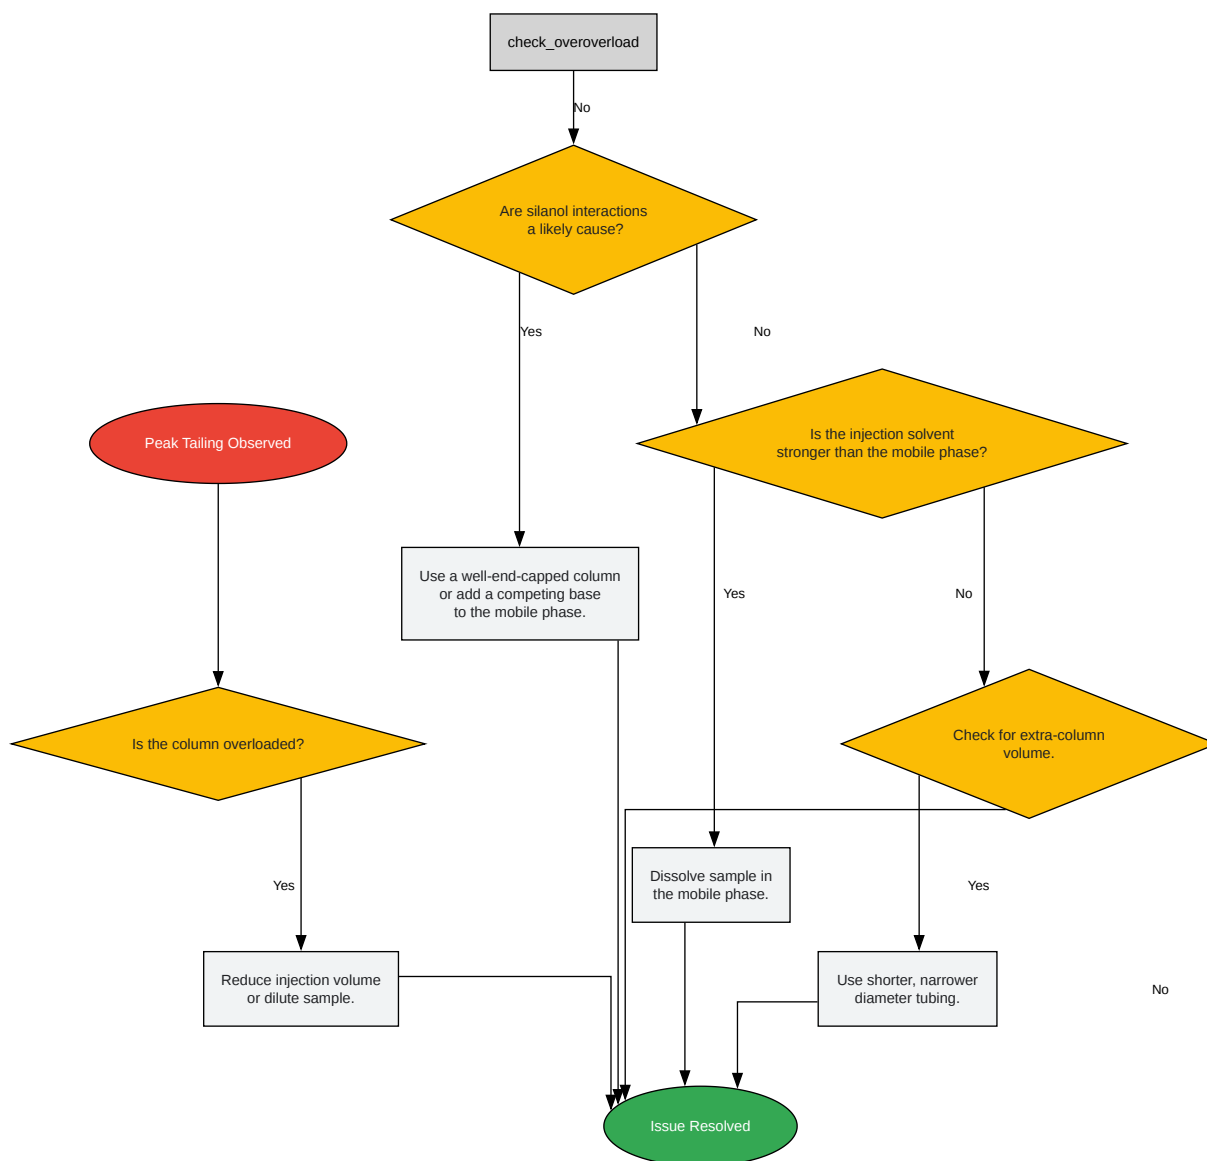 check_overoverload
No
Are silanol interactions
a likely cause?
Yes
No
Peak Tailing Observed
Is the injection solvent
stronger than the mobile phase?
Use a well-end-capped column
or add a competing base
to the mobile phase.
Yes
No
Is the column overloaded?
Check for extra-column
volume.
Yes
Dissolve sample in
the mobile phase.
Yes
Reduce injection volume
or dilute sample.
Use shorter, narrower
diameter tubing.
No
Issue Resolved